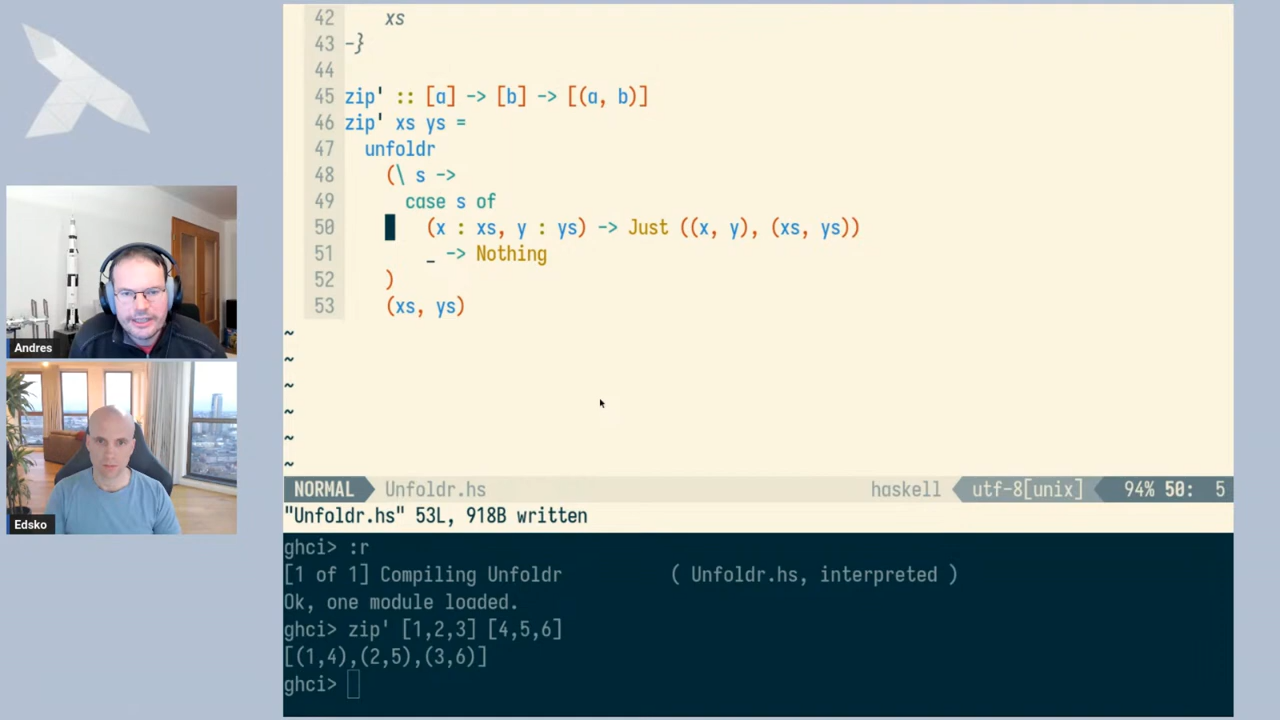 42 xs
43 -}
44
45 zip' :: [a] -> [b] -> [(a, b)]
46 zip' xs ys =
47 unfoldr
48 (\ s ->
49 case s of
50 (x : xs, y : ys) -> Just ((x, y), (xs, ys))
51 _ -> Nothing
52 )
53 (xs, ys)
~
~
~
~
~
~
NORMAL Unfoldr.hs haskell utf-8[unix] 94% 50: 5
"Unfoldr.hs" 53L, 918B written
ghci> :r
[1 of 1] Compiling Unfoldr ( Unfoldr.hs, interpreted )
Ok, one module loaded.
ghci> zip' [1,2,3] [4,5,6]
[(1,4),(2,5),(3,6)]
ghci>
Andres
Edsko